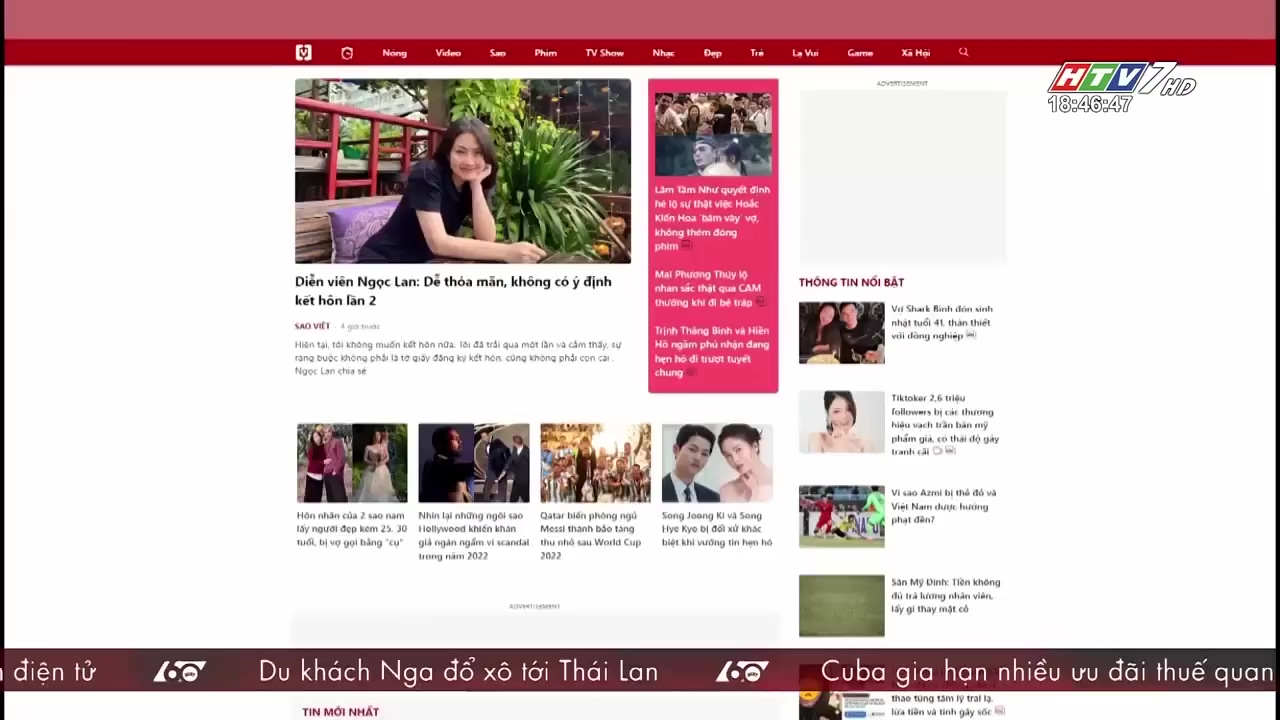 Nóng Video Sao Phim TV Show Nhạc Đẹp Trẻ Lạ Vui Game Xã Hội
HTV7 HD
18:46:47
Diễn viên Ngọc Lan: Dễ thỏa mãn, không có ý định
kết hôn lần 2
SAO VIỆT - 4 giờ trước
Hiện tại, tôi không muốn kết hôn nữa. Tôi đã trải qua một lần và cảm thấy, sự
ràng buộc không phải là tờ giấy đăng ký kết hôn, cũng không phải con cái ,
Ngọc Lan chia sẻ
Lâm Tâm Như quyết định
hé lộ sự thật việc Hoắc
Kiến Hoa 'bám váy' vợ,
không thèm đóng
phim
Mai Phương Thúy lộ
nhan sắc thật qua CAM
thường khi đi bê tráp
Trịnh Thăng Bình và Hiền
Hồ ngầm phủ nhận đang
hẹn hò đi trượt tuyết
chung
ADVERTISEMENT
THÔNG TIN NỔI BẬT
Vợ Shark Bình đón sinh
nhật tuổi 41, thân thiết
với đồng nghiệp
Tiktoker 2,6 triệu
followers bị các thương
hiệu vạch trần bán mỹ
phẩm giả, có thái độ gây
tranh cãi
Vì sao Azmi bị thẻ đỏ và
Việt Nam được hưởng
phạt đền?
Sân Mỹ Đình: Tiền không
đủ trả lương nhân viên,
lấy gì thay mặt cỏ
thao túng tâm lý trai lạ,
lừa tiền và tình gây sốc
Hôn nhân của 2 sao nam
lấy người đẹp kém 25, 30
tuổi, bị vợ gọi bằng "cụ"
Nhìn lại những ngôi sao
Hollywood khiến khán
giả ngán ngẩm vì scandal
trong năm 2022
Qatar biến phòng ngủ
Messi thành bảo tàng
thu nhỏ sau World Cup
2022
Song Joong Ki và Song
Hye Kyo bị đối xử khác
biệt khi vướng tin hẹn hò
ADVERTISEMENT
điện tử 60 giây Du khách Nga đổ xô tới Thái Lan 60 giây Cuba gia hạn nhiều ưu đãi thuế quan
TIN MỚI NHẤT